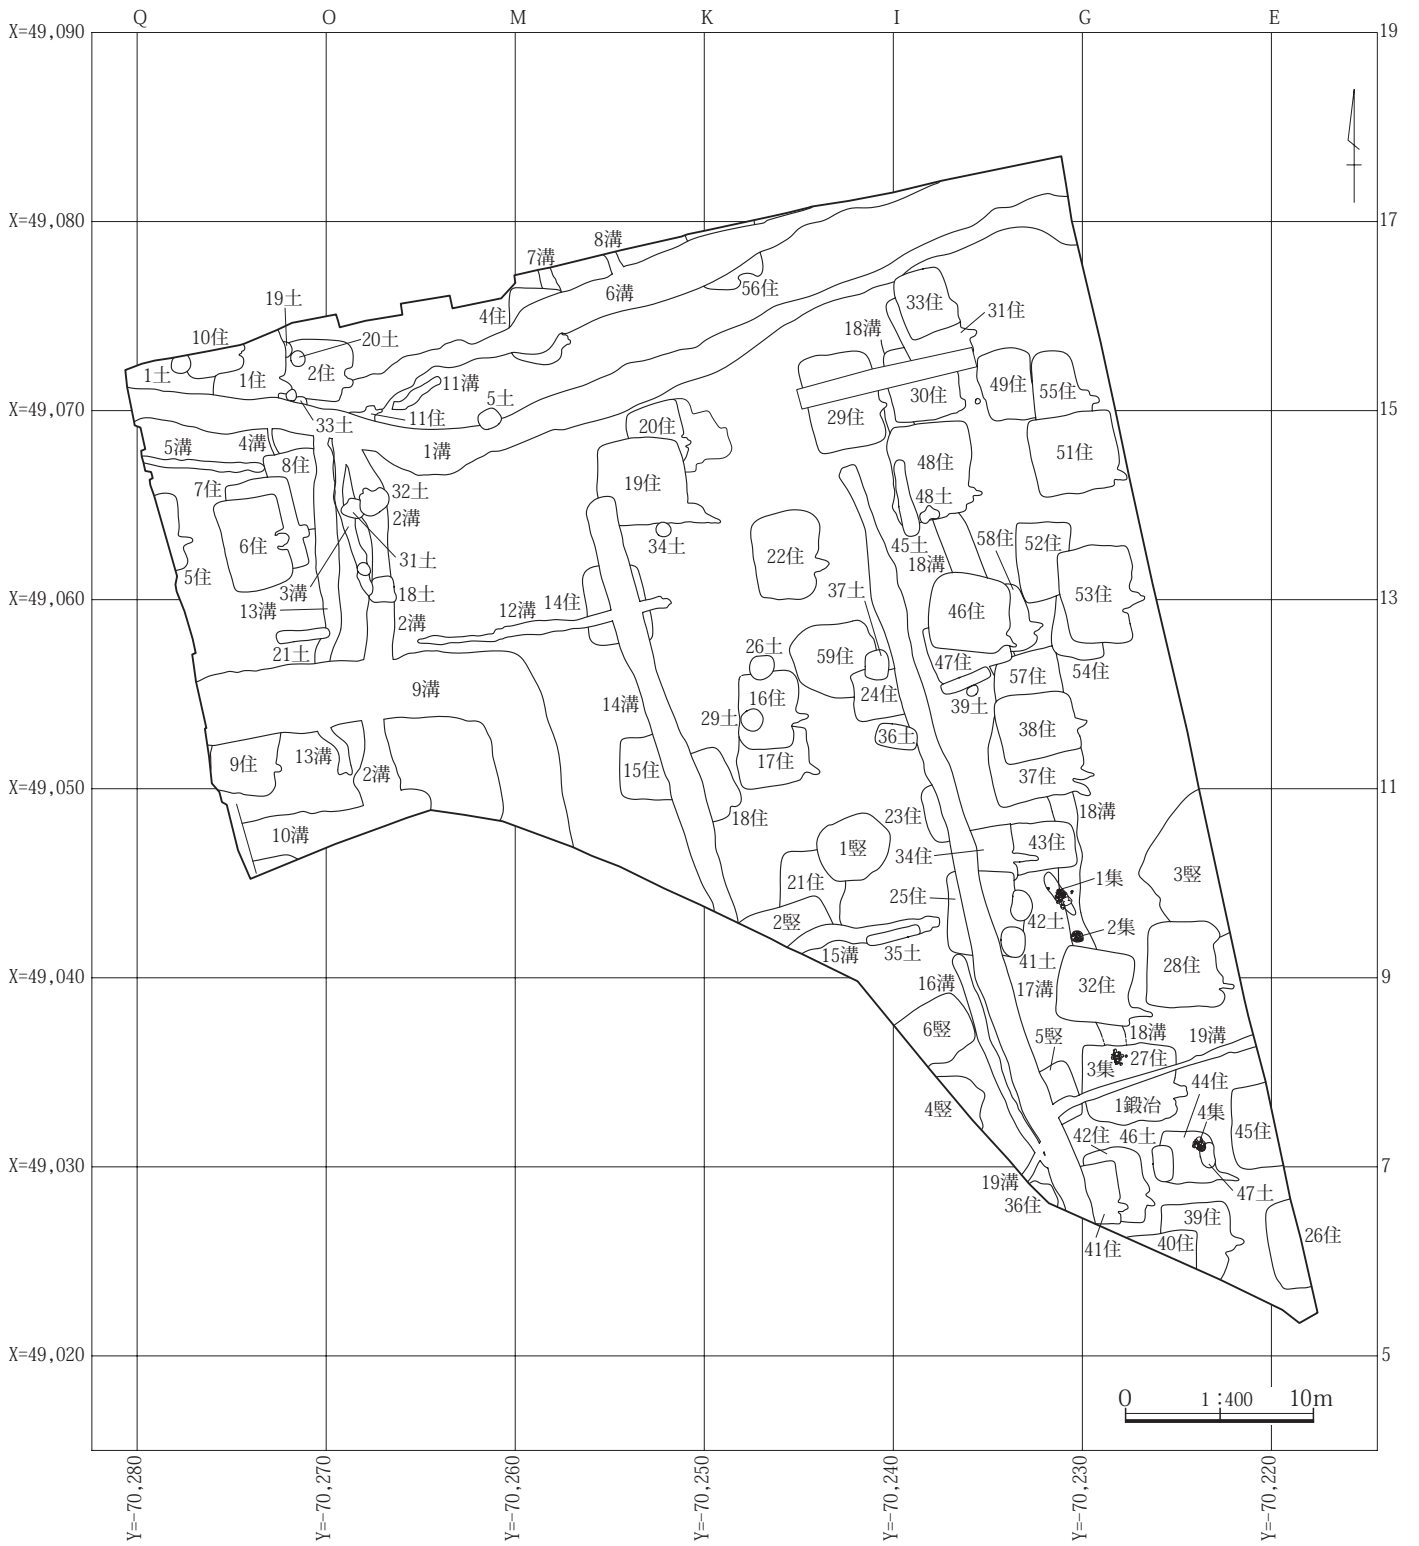 Q O M K I G E
X=49,090 19
X=49,080 17
8溝
7溝
6溝
56住
19土
4住
33住
31住
18溝
10住
20土
1土
1住
2住
11溝
5土
49住
55住
30住
29住
X=49,070 15
11住
33土
20住
1溝
5溝
4溝
8住
51住
48住
7住
19住
32土
48土
2溝
34土
6住
22住
45土
58住
52住
18溝
31土
5住
3溝
18土
37土
53住
X=49,060 13
13溝
12溝
14住
46住
2溝
21土
26土
59住
47住
57住
54住
9溝
16住
24住
39土
14溝
29土
38住
36土
13溝
9住
2溝
15住
17住
37住
X=49,050 11
18住
23住
18溝
10溝
1竪
34住
43住
3竪
21住
25住
1集
2竪
42土
2集
15溝
35土
41土
28住
X=49,040 9
16溝
17溝
32住
6竪
5竪
18溝
19溝
3集
27住
44住
4竪
1鍛冶
4集
45住
42住
46土
X=49,030 7
19溝
47土
36住
39住
26住
41住
40住
X=49,020 5
0 1:400 10m
Y=-70,280 Y=-70,270 Y=-70,260 Y=-70,250 Y=-70,240 Y=-70,230 Y=-70,220